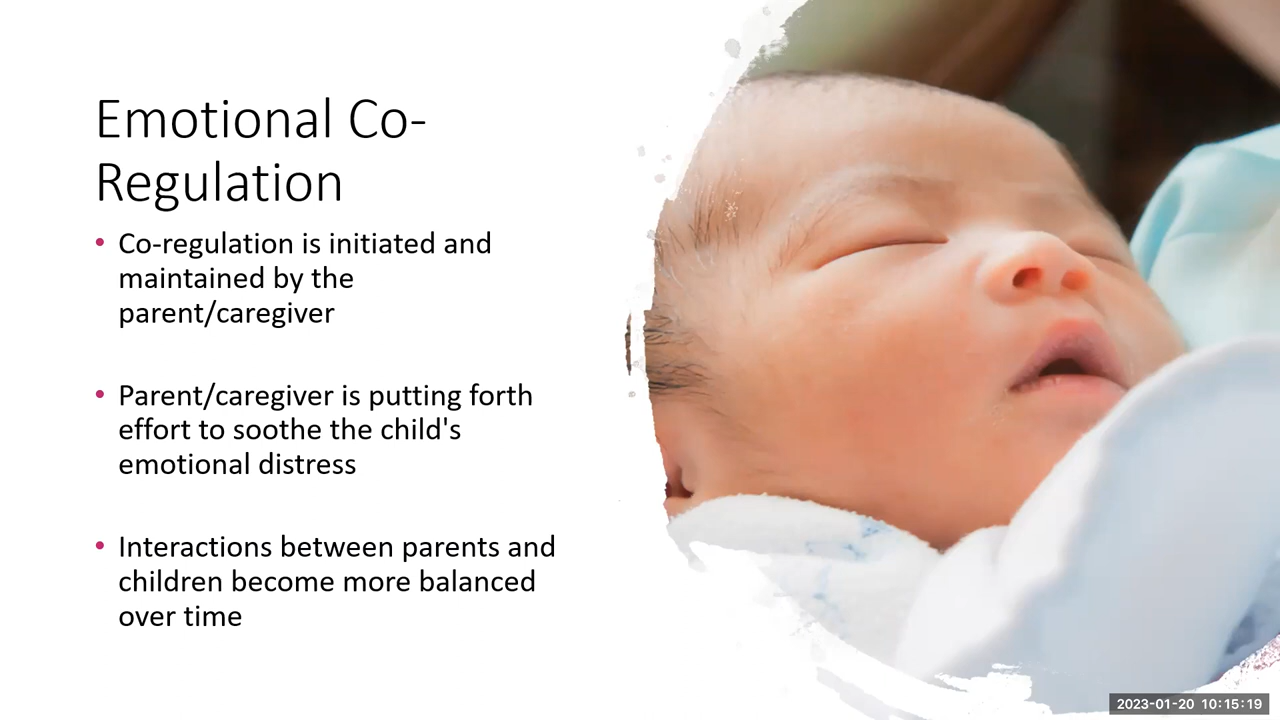 Emotional Co-
Regulation
• Co-regulation is initiated and
maintained by the
parent/caregiver
• Parent/caregiver is putting forth
effort to soothe the child's
emotional distress
• Interactions between parents and
children become more balanced
over time
2023-01-20 10:15:19